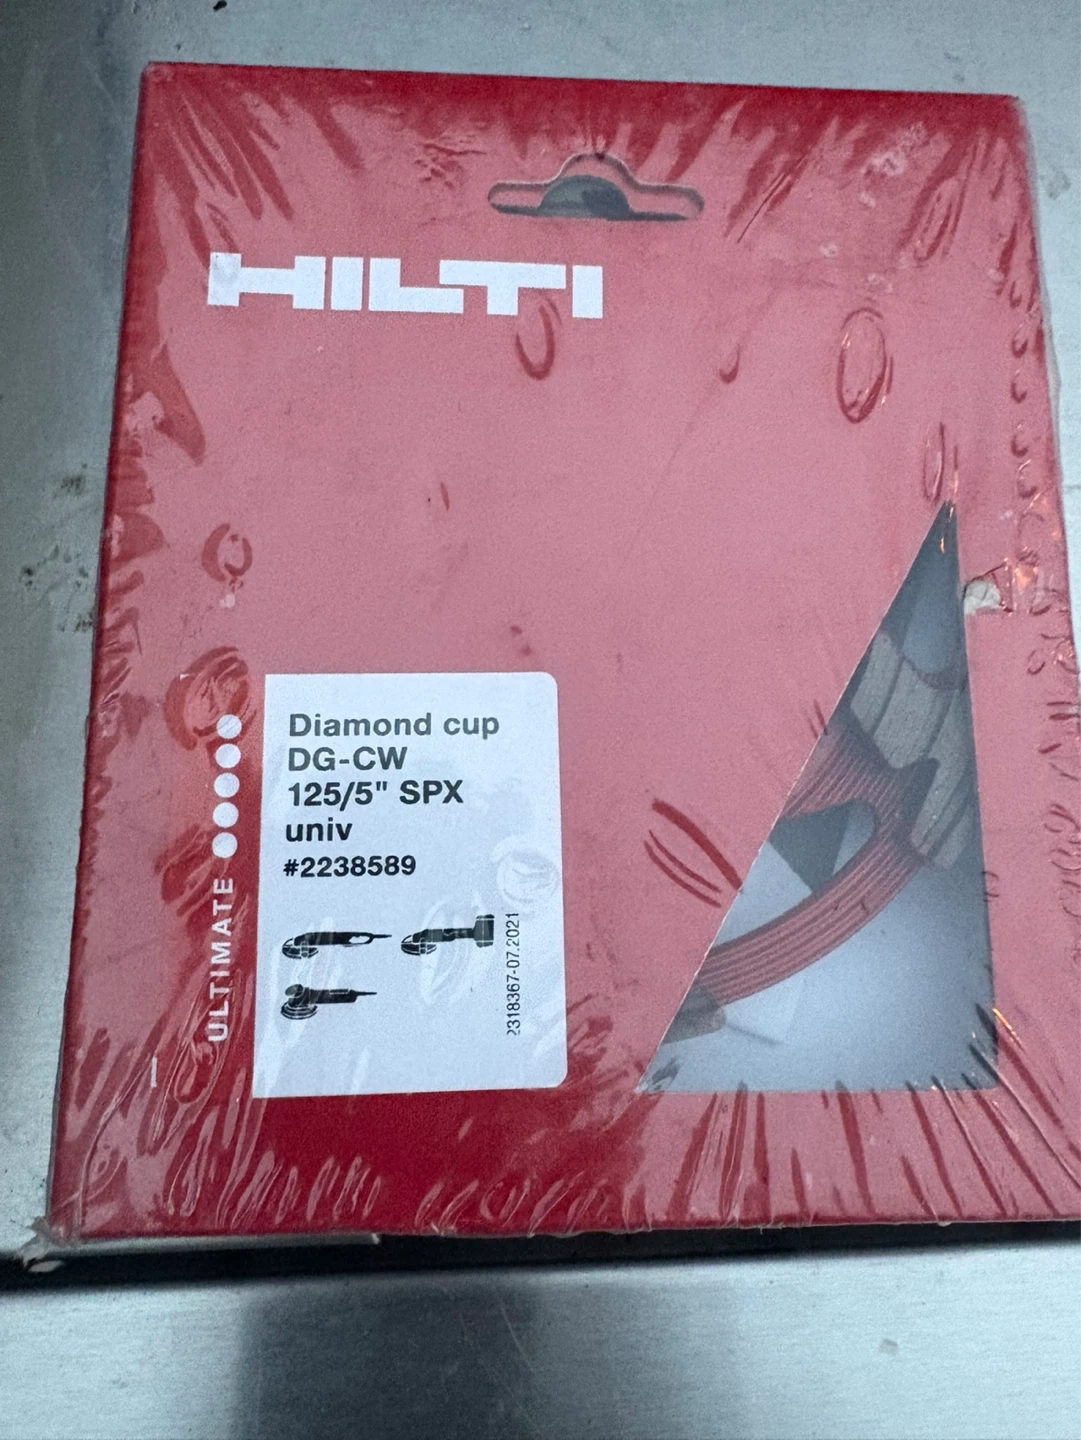 HILTI
ULTIMATE
Diamond cup
DG-CW
125/5" SPX
univ
#2238589
2318367-07.2021